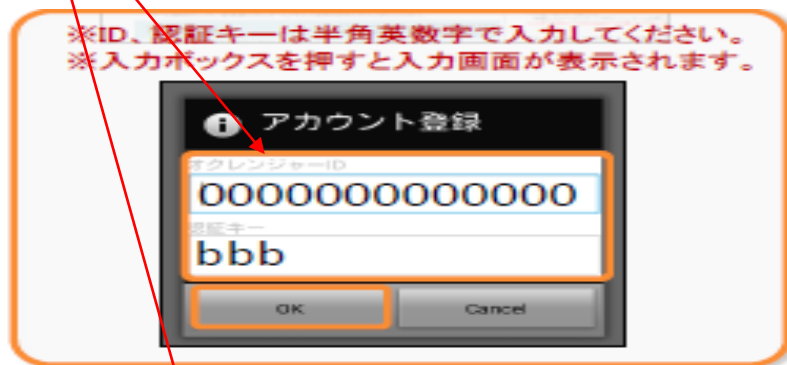 ※ID、認証キーは半角英数字で入力してください。
※入力ボックスを押すと入力画面が表示されます。
アカウント登録
オクレンジャーID
0000000000000
認証キー
bbb
OK
Cancel